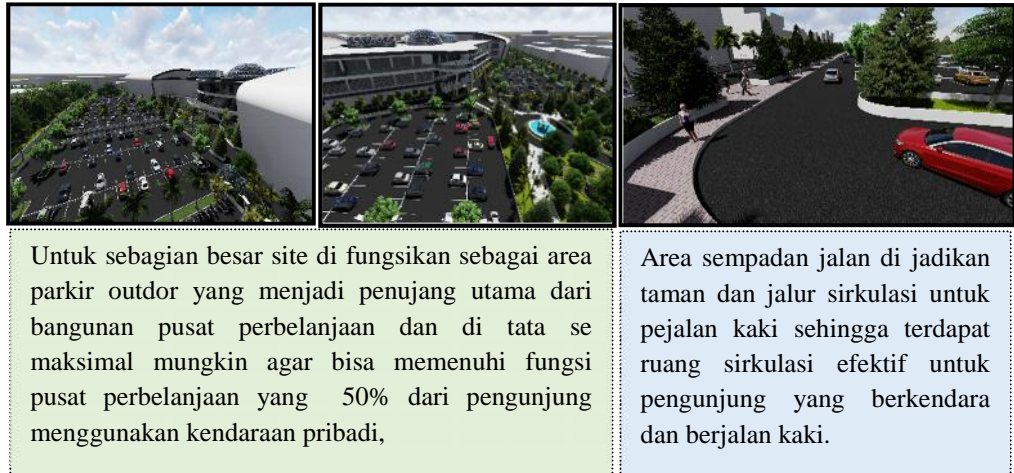 Untuk sebagian besar site di fungsikan sebagai area
parkir outdor yang menjadi penujang utama dari
bangunan pusat perbelanjaan dan di tata se
maksimal mungkin agar bisa memenuhi fungsi
pusat perbelanjaan yang 50% dari pengunjung
menggunakan kendaraan pribadi,
Area sempadan jalan di jadikan
taman dan jalur sirkulasi untuk
pejalan kaki sehingga terdapat
ruang sirkulasi efektif untuk
pengunjung yang berkendara
dan berjalan kaki.